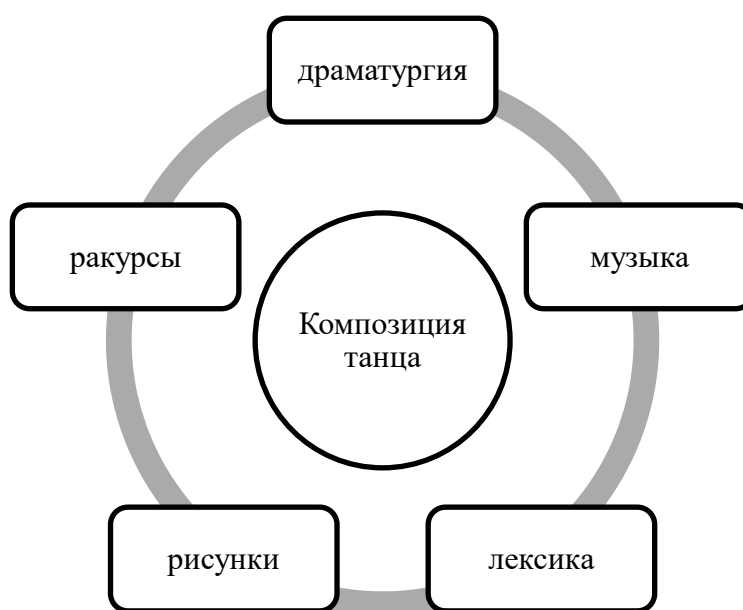 драматургия
ракурсы
музыка
Композиция
танца
рисунки
лексика